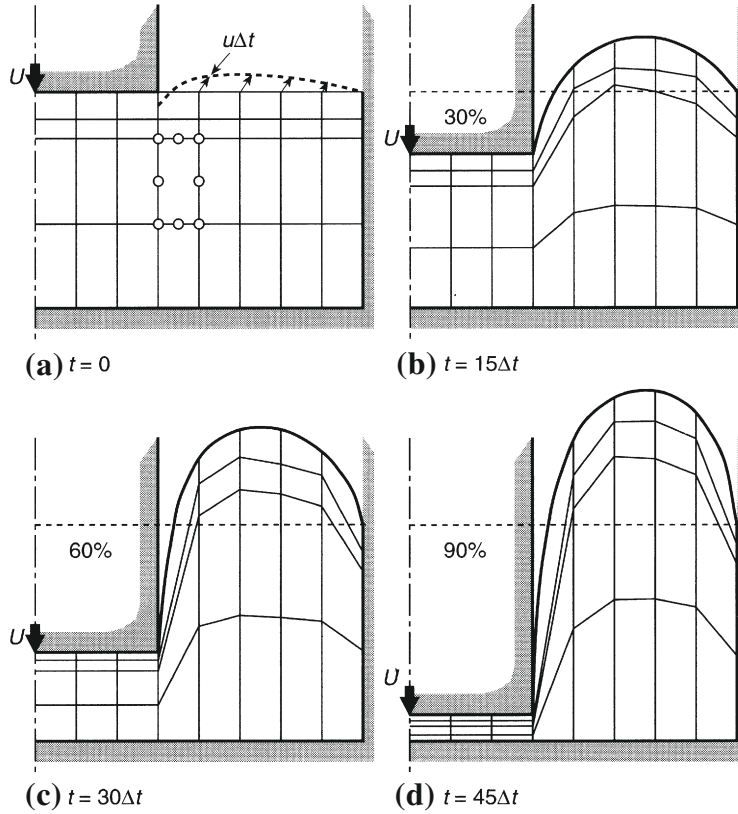 uΔt
U
(a) t = 0
30%
U
(b) t = 15Δt
60%
U
(c) t = 30Δt
90%
U
(d) t = 45Δt